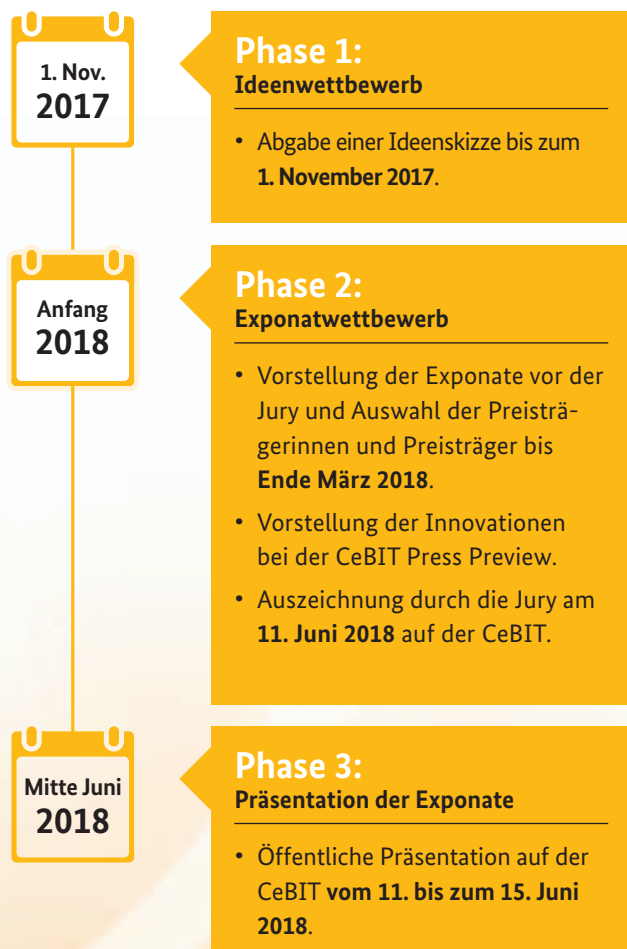 1. Nov.
2017
Phase 1:
Ideenwettbewerb
• Abgabe einer Ideenskizze bis zum
1. November 2017.
Anfang
2018
Phase 2:
Exponatwettbewerb
• Vorstellung der Exponate vor der
Jury und Auswahl der Preisträ-
gerinnen und Preisträger bis
Ende März 2018.
• Vorstellung der Innovationen
bei der CeBIT Press Preview.
• Auszeichnung durch die Jury am
11. Juni 2018 auf der CeBIT.
Mitte Juni
2018
Phase 3:
Präsentation der Exponate
• Öffentliche Präsentation auf der
CeBIT vom 11. bis zum 15. Juni
2018.